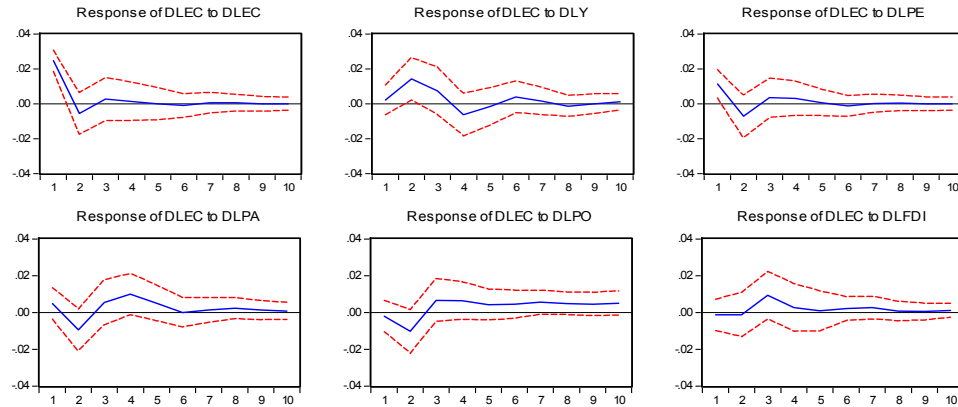 Response of DLEC to DLEC
.04
.02
.00
-.02
-.04
1 2 3 4 5 6 7 8 9 10
Response of DLEC to DLY
.04
.02
.00
-.02
-.04
1 2 3 4 5 6 7 8 9 10
Response of DLEC to DLPE
.04
.02
.00
-.02
-.04
1 2 3 4 5 6 7 8 9 10
Response of DLEC to DLPA
.04
.02
.00
-.02
-.04
1 2 3 4 5 6 7 8 9 10
Response of DLEC to DLPO
.04
.02
.00
-.02
-.04
1 2 3 4 5 6 7 8 9 10
Response of DLEC to DLFDI
.04
.02
.00
-.02
-.04
1 2 3 4 5 6 7 8 9 10